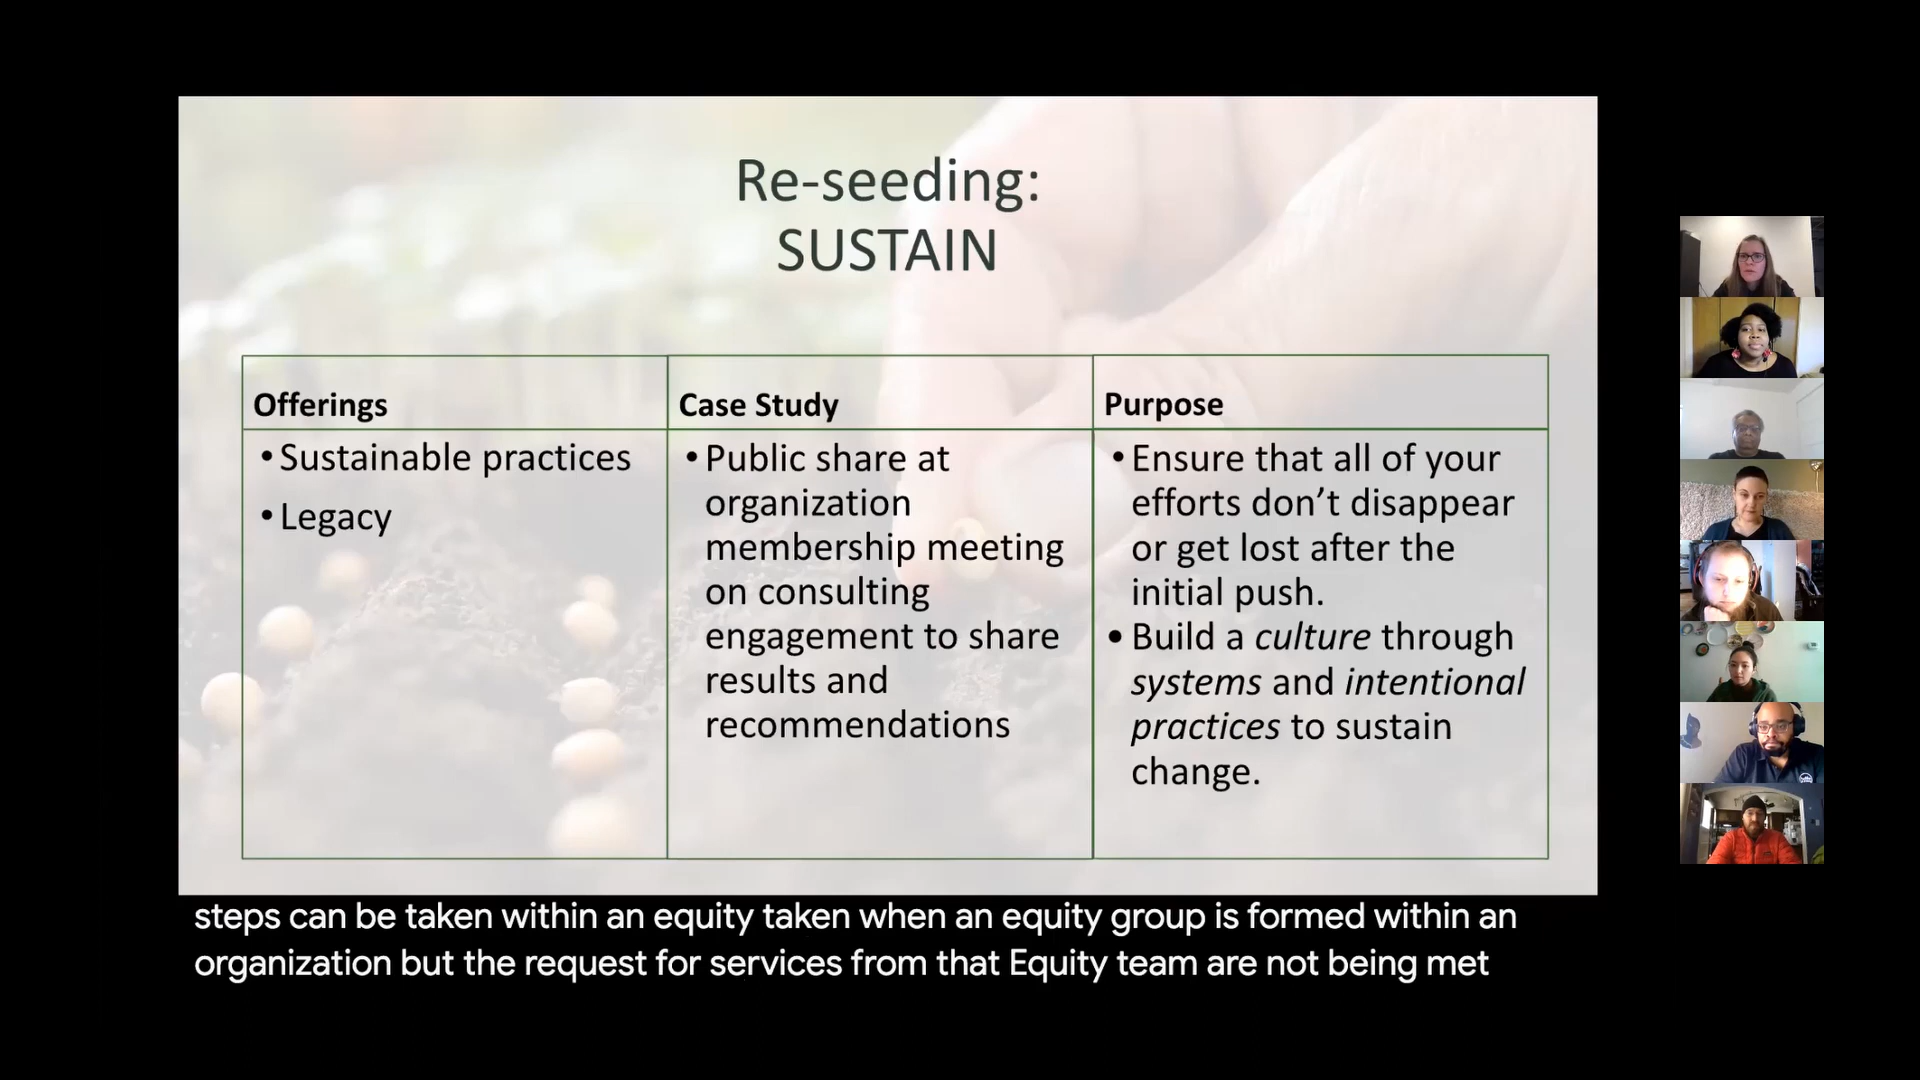 Re-seeding:
SUSTAIN
Offerings
• Sustainable practices
• Legacy
Case Study
• Public share at
organization
membership meeting
on consulting
engagement to share
results and
recommendations
Purpose
• Ensure that all of your
efforts don’t disappear
or get lost after the
initial push.
• Build a culture through
systems and intentional
practices to sustain
change.
steps can be taken within an equity taken when an equity group is formed within an
organization but the request for services from that Equity team are not being met